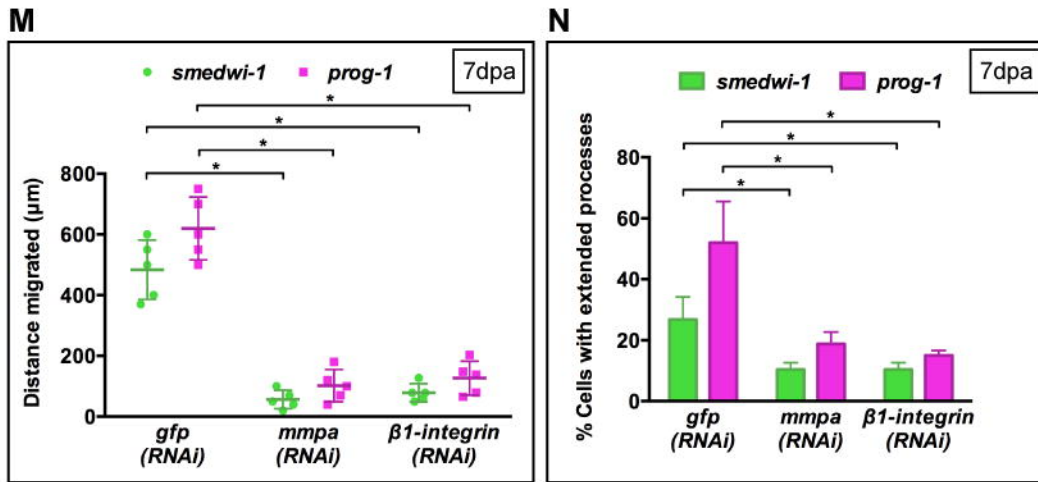 M
7dpa
smedwi-1 prog-1
*
*
*
*
Distance migrated (µm)
800
600
400
200
0
gfp mmpa β1-integrin
(RNAi) (RNAi) (RNAi)
N
7dpa
smedwi-1 prog-1
*
*
*
*
% Cells with extended processes
80
60
40
20
0
gfp mmpa β1-integrin
(RNAi) (RNAi) (RNAi)